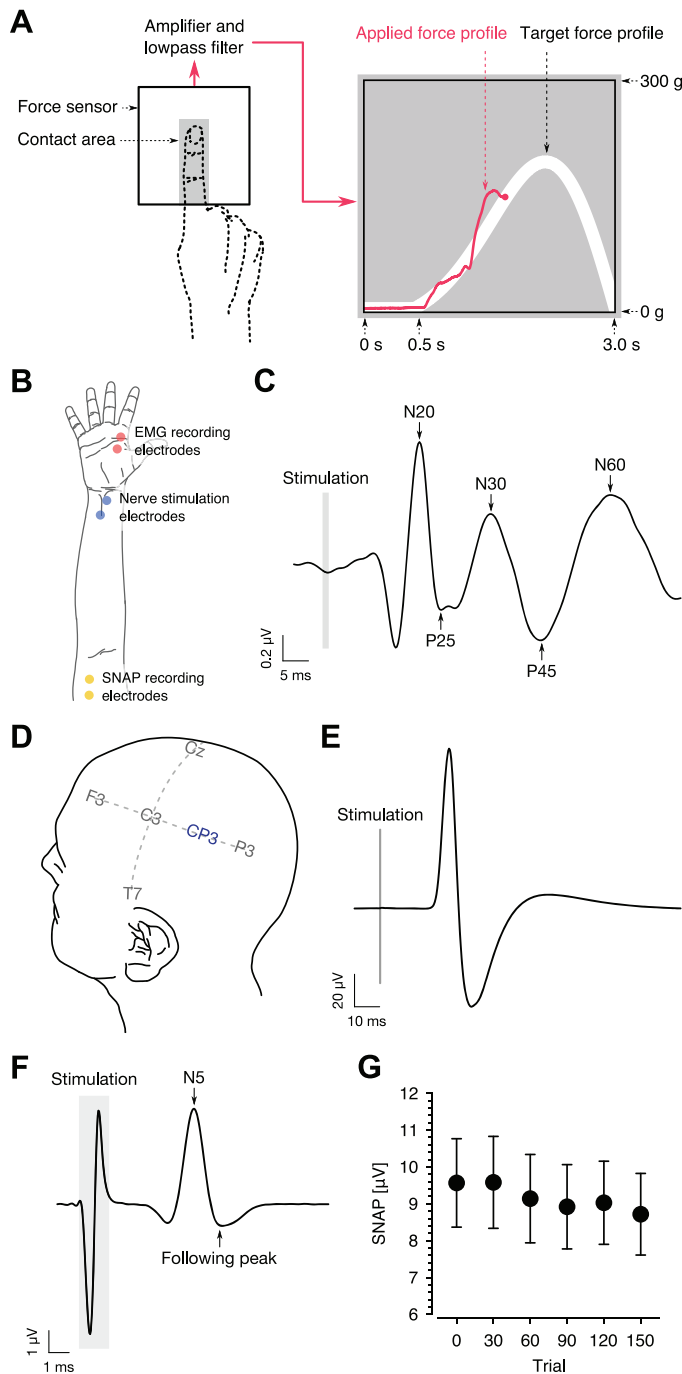 A
Amplifier and
lowpass filter
Force sensor
Contact area
Applied force profile
Target force profile
300 g
0 g
0 s
0.5 s
3.0 s
B
EMG recording
electrodes
Nerve stimulation
electrodes
SNAP recording
electrodes
C
Stimulation
N20
N30
N60
P25
P45
0.2 µV
5 ms
D
Cz
F3
C3
CP3
P3
T7
E
Stimulation
20 µV
10 ms
F
Stimulation
N5
Following peak
1 µV
1 ms
G
SNAP [µV]
12
11
10
9
8
7
6
0 30 60 90 120 150
Trial